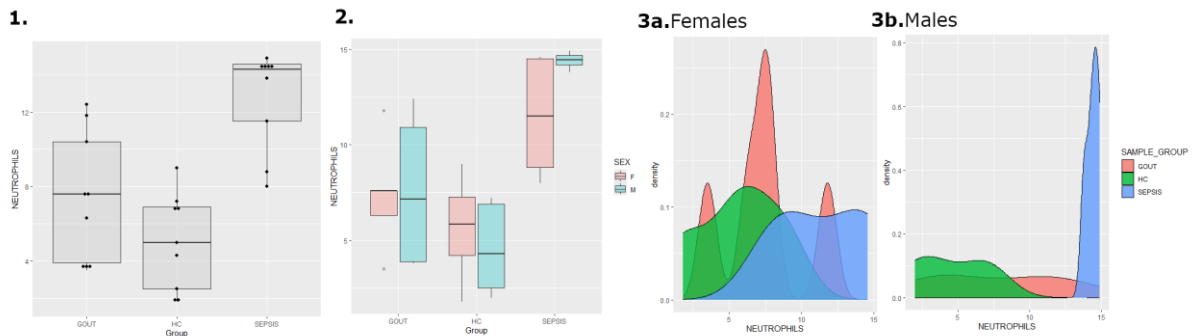 1.
NEUTROPHILS
12
8
4
GOUT
HC
SEPSIS
Group
2.
NEUTROPHILS
15
10
5
GOUT
HC
SEPSIS
Group
SEX
F
M
3a.Females
density
0.2
0.1
0.0
5
10
15
NEUTROPHILS
3b.Males
density
0.8
0.6
0.4
0.2
0.0
5
10
15
NEUTROPHILS
SAMPLE_GROUP
GOUT
HC
SEPSIS